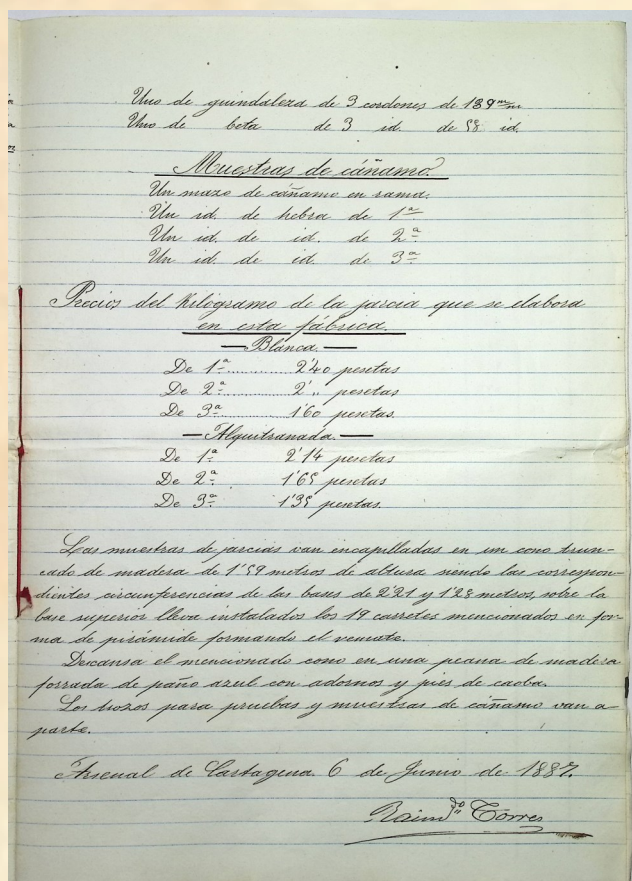 Uno de guindaleza de 3 cordones de 139 m/m
Uno de beta de 3 id. de 58 id.
Muestras de cáñamo.
Un mazo de cáñamo en rama.
Un id. de hebra de 1ª
Un id. de id. de 2ª
Un id. de id. de 3ª
Precios del kilógramo de la jarcia que se elabora
en esta fábrica.
— Blanca. —
De 1ª............ 2'40 pesetas
De 2ª............ 2' „ pesetas
De 3ª............ 1'60 pesetas.
— Alquitranada. —
De 1ª 2'14 pesetas
De 2ª 1'65 pesetas
De 3ª 1'35 pesetas.
Las muestras de jarcias van encapilladas en un cono trun-
cado de madera de 1'59 metros de altura siendo las correspon-
dientes circunferencias de las bases de 2'21 y 1'23 metros, sobre la
base superior lleva instalados los 19 carretes mencionados en for-
ma de pirámide formando el remate.
Descansa el mencionado cono en una peana de madera
forrada de paño azul con adornos y pies de caoba.
Los trozos para pruebas y muestras de cáñamo van a-
parte.
Arsenal de Cartagena 6 de Junio de 1887.
Raimdo Torres